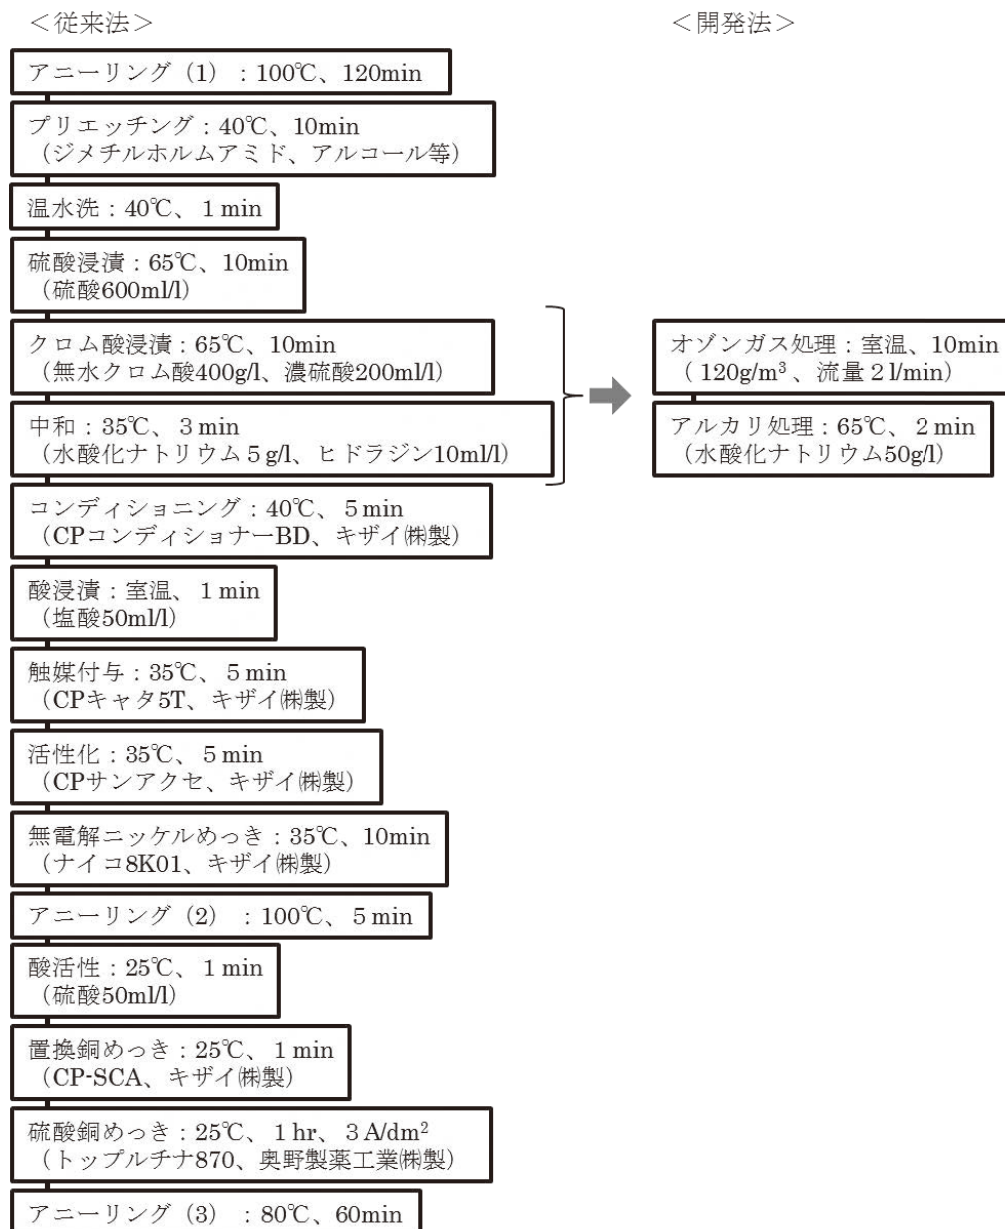 ＜従来法＞
＜開発法＞
アニーリング（1）：100℃、120min
プリエッチング：40℃、10min
（ジメチルホルムアミド、アルコール等）
温水洗：40℃、１min
硫酸浸漬：65℃、10min
（硫酸600ml/l）
クロム酸浸漬：65℃、10min
（無水クロム酸400g/l、濃硫酸200ml/l）
中和：35℃、３min
（水酸化ナトリウム５g/l、ヒドラジン10ml/l）
オゾンガス処理：室温、10min
（120g/m³、流量２l/min）
アルカリ処理：65℃、２min
（水酸化ナトリウム50g/l）
コンディショニング：40℃、５min
（CPコンディショナーBD、キザイ㈱製）
酸浸漬：室温、１min
（塩酸50ml/l）
触媒付与：35℃、５min
（CPキャタ5T、キザイ㈱製）
活性化：35℃、５min
（CPサンアクセ、キザイ㈱製）
無電解ニッケルめっき：35℃、10min
（ナイコ8K01、キザイ㈱製）
アニーリング（2）：100℃、５min
酸活性：25℃、１min
（硫酸50ml/l）
置換銅めっき：25℃、１min
（CP-SCA、キザイ㈱製）
硫酸銅めっき：25℃、１hr、３A/dm²
（トップルチナ870、奥野製薬工業㈱製）
アニーリング（3）：80℃、60min